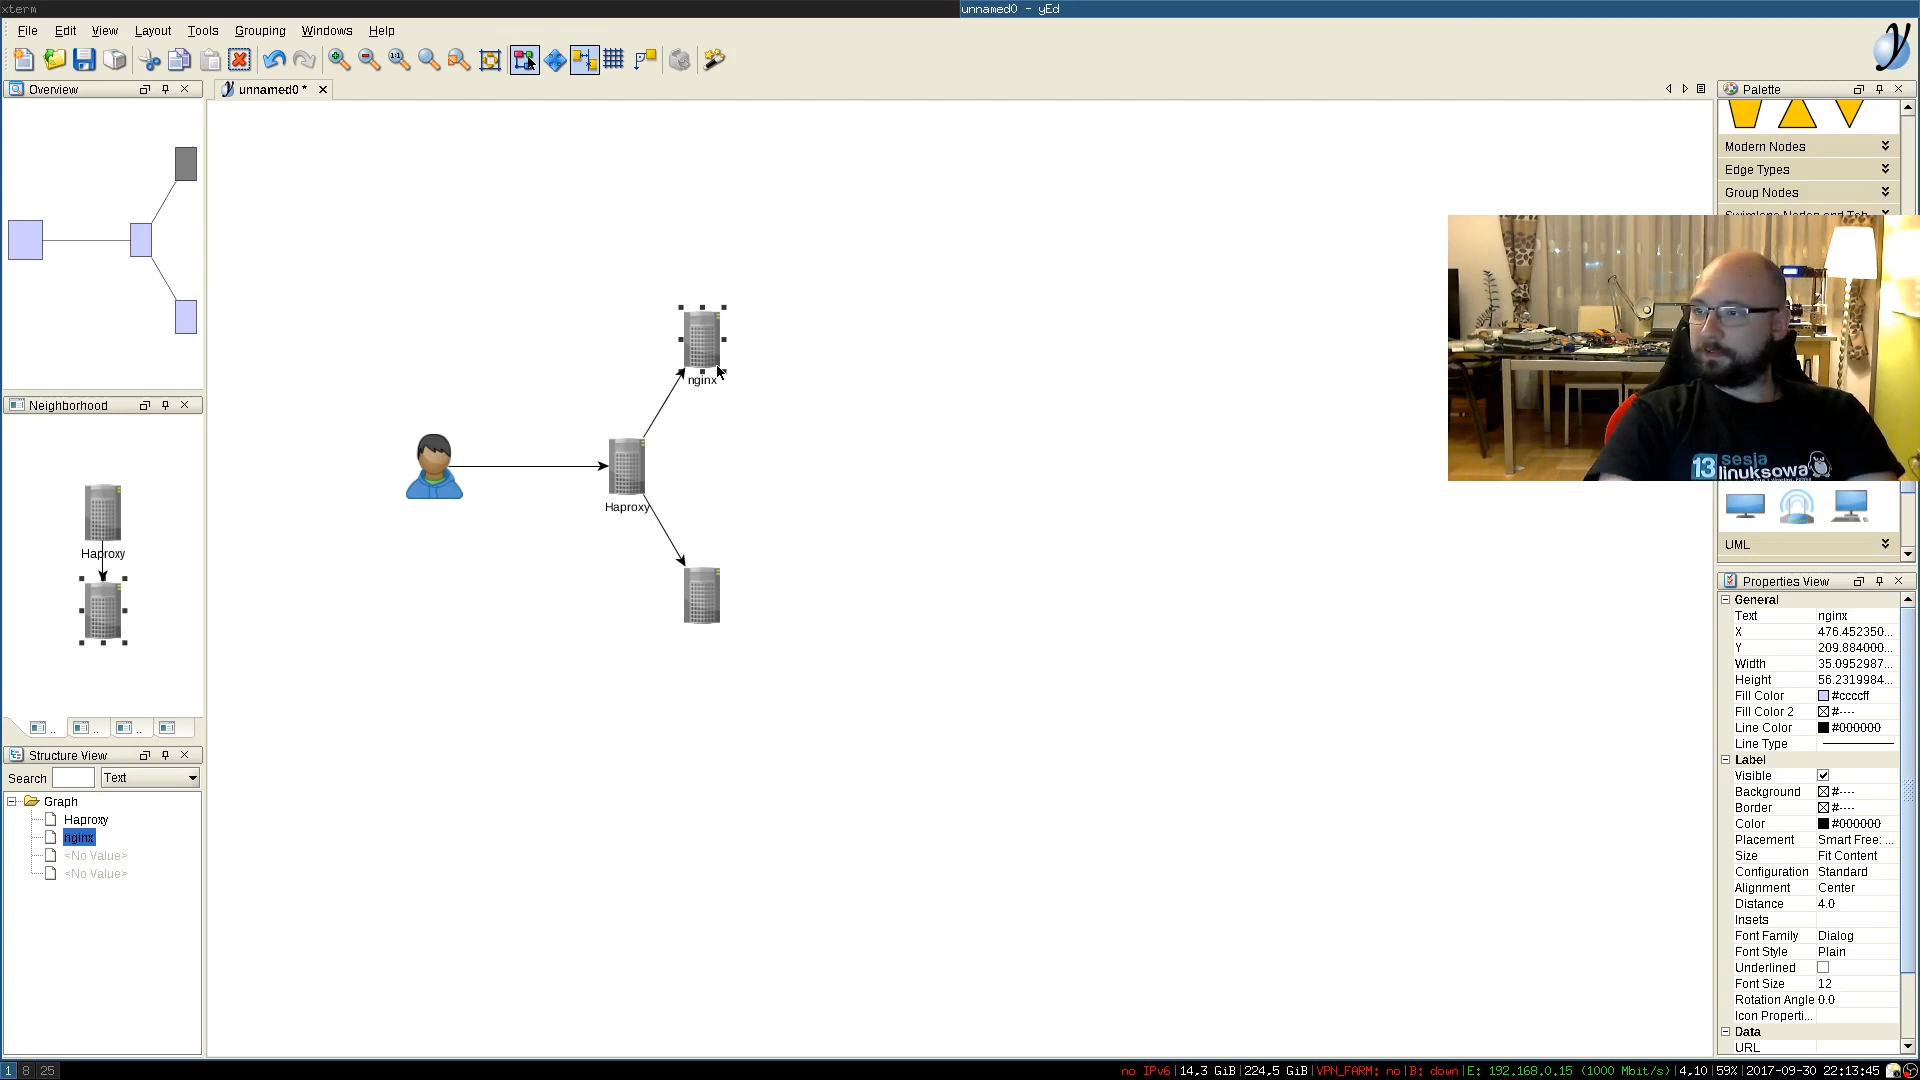 xterm
unnamed0 - yEd
File Edit View Layout Tools Grouping Windows Help
Overview
unnamed0 *
Palette
Modern Nodes
Edge Types
Group Nodes
nginx
Haproxy
Neighborhood
Haproxy
13 sesja
linuksowa
UML
Properties View
General
Text nginx
X 476.452350...
Y 209.884000...
Width 35.0952987...
Height 56.2319984...
Fill Color #ccccff
Fill Color 2 #----
Line Color #000000
Line Type
Label
Visible
Background #----
Border #----
Color #000000
Placement Smart Free: ...
Size Fit Content
Configuration Standard
Alignment Center
Distance 4.0
Insets
Font Family Dialog
Font Style Plain
Underlined
Font Size 12
Rotation Angle 0.0
Icon Properti...
Data
URL
.. .. ..
Structure View
Search Text
Graph
Haproxy
nginx
<No Value>
<No Value>
1 8 25
no IPv6|14.3 GiB|224.5 GiB|VPN_FARM: no|B: down|E: 192.168.0.15 (1000 Mbit/s)|4.10|59%|2017-09-30 22:13:45